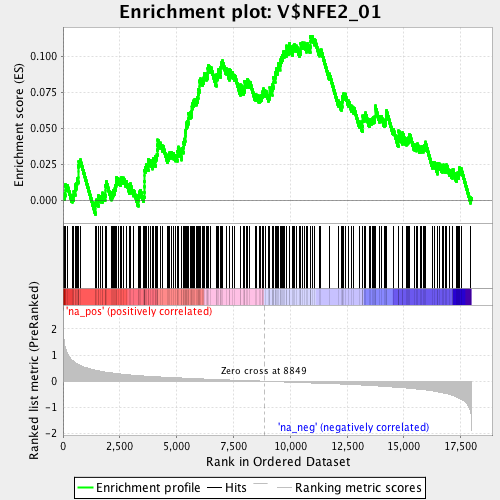 Enrichment plot: V$NFE2_01
Enrichment score (ES)
0.100
0.075
0.050
0.025
0.000
'na_pos' (positively correlated)
Ranked list metric (PreRanked)
2
1
0
-1
-2
Zero cross at 8849
'na_neg' (negatively correlated)
0
2,500
5,000
7,500
10,000
12,500
15,000
17,500
Rank in Ordered Dataset
Enrichment profile
Hits
Ranking metric scores